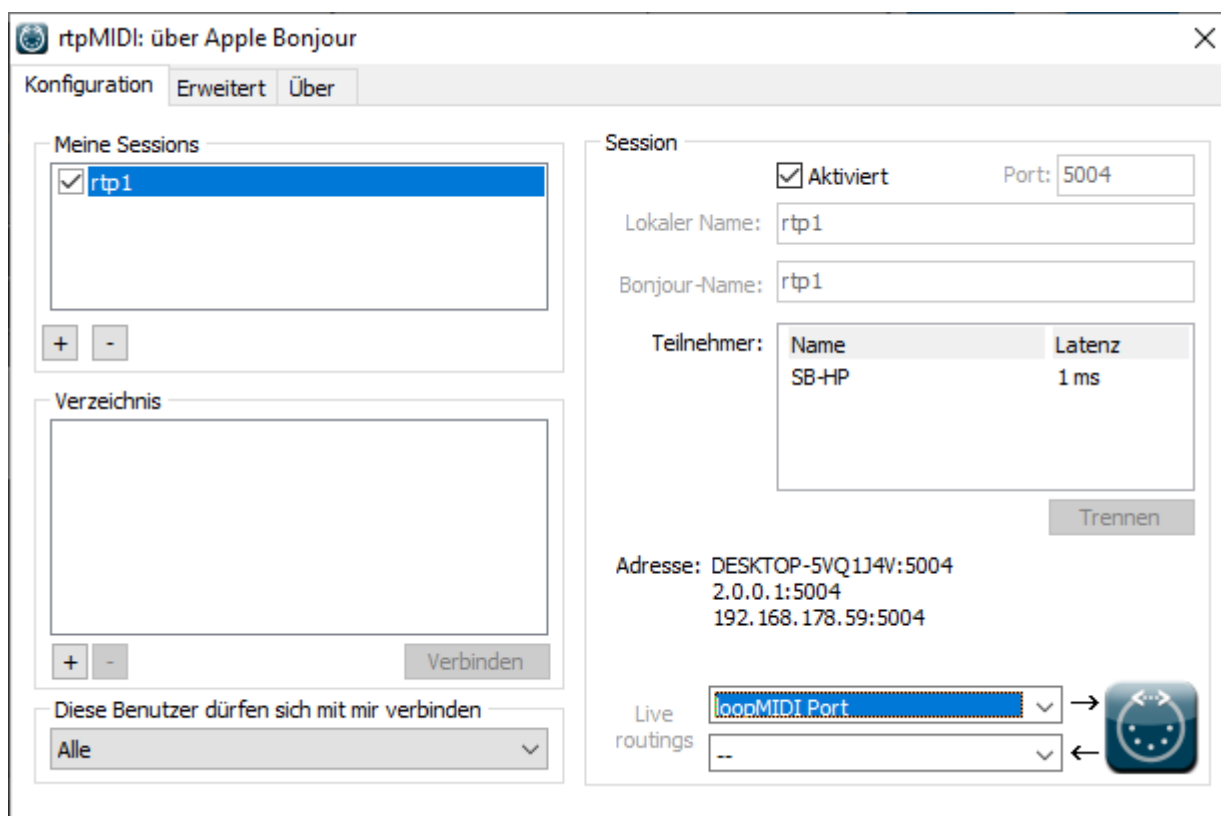 rtpMIDI: über Apple Bonjour
Konfiguration Erweitert Über
Meine Sessions
rtp1
+ -
Verzeichnis
+ - Verbinden
Diese Benutzer dürfen sich mit mir verbinden
Alle
Session
Aktiviert Port: 5004
Lokaler Name: rtp1
Bonjour-Name: rtp1
Teilnehmer: Name Latenz
SB-HP 1 ms
Trennen
Adresse: DESKTOP-5VQ1J4V:5004
2.0.0.1:5004
192.168.178.59:5004
Live routings
loopMIDI Port
--